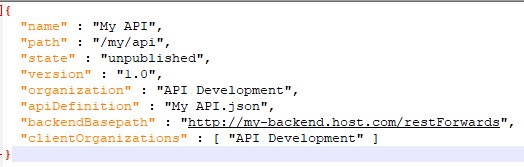 {
"name" : "My API",
"path" : "/my/api",
"state" : "unpublished",
"version" : "1.0",
"organization" : "API Development",
"apiDefinition" : "My API.json",
"backendBasepath" : "http://my-backend.host.com/restForwards",
"clientOrganizations" : [ "API Development" ]
}